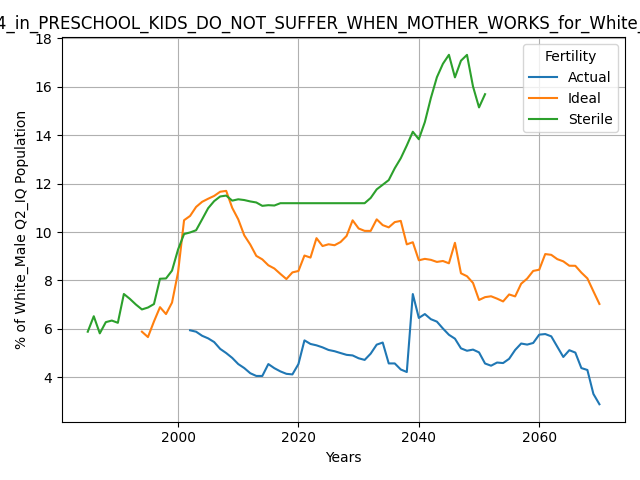 4_in_PRESCHOOL_KIDS_DO_NOT_SUFFER_WHEN_MOTHER_WORKS_for_White_
% of White_Male Q2_IQ Population
18
16
14
12
10
8
6
4
2000
2020
2040
2060
Years
Fertility
Actual
Ideal
Sterile